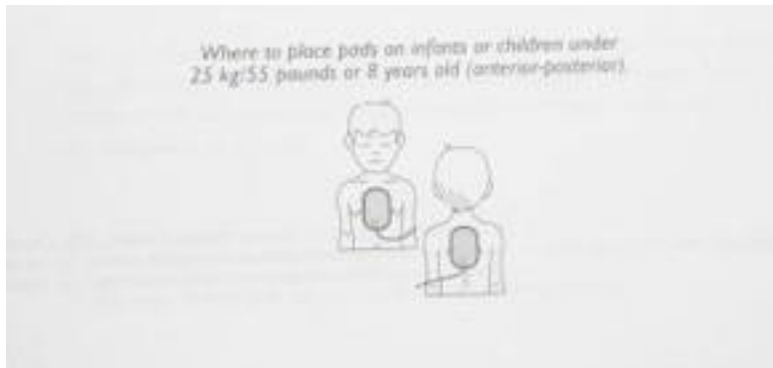 Where to place pads on infants or children under
25 kg/55 pounds or 8 years old (anterior-posterior)